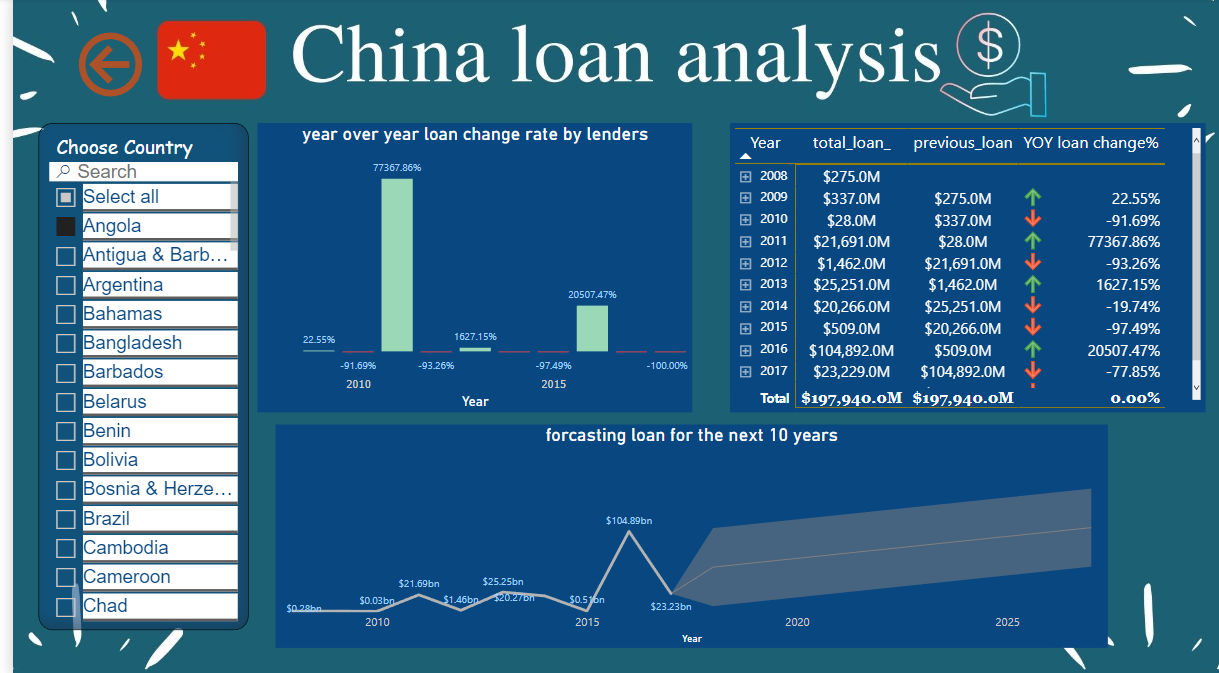 China loan analysis
$
Choose Country
Search
Select all
Angola
Antigua & Barb...
Argentina
Bahamas
Bangladesh
Barbados
Belarus
Benin
Bolivia
Bosnia & Herze...
Brazil
Cambodia
Cameroon
Chad
year over year loan change rate by lenders
77367.86%
20507.47%
22.55%
1627.15%
-91.69%
-93.26%
-97.49%
-100.00%
2010
2015
Year
Year total_loan_ previous_loan YOY loan change%
2008 $275.0M
2009 $337.0M $275.0M 22.55%
2010 $28.0M $337.0M -91.69%
2011 $21,691.0M $28.0M 77367.86%
2012 $1,462.0M $21,691.0M -93.26%
2013 $25,251.0M $1,462.0M 1627.15%
2014 $20,266.0M $25,251.0M -19.74%
2015 $509.0M $20,266.0M -97.49%
2016 $104,892.0M $509.0M 20507.47%
2017 $23,229.0M $104,892.0M -77.85%
Total $197,940.0M $197,940.0M 0.00%
forcasting loan for the next 10 years
$104.89bn
$21.69bn
$25.25bn
$0.28bn
$0.03bn
$1.46bn
$20.27bn
$0.51bn
$23.23bn
2010
2015
2020
2025
Year